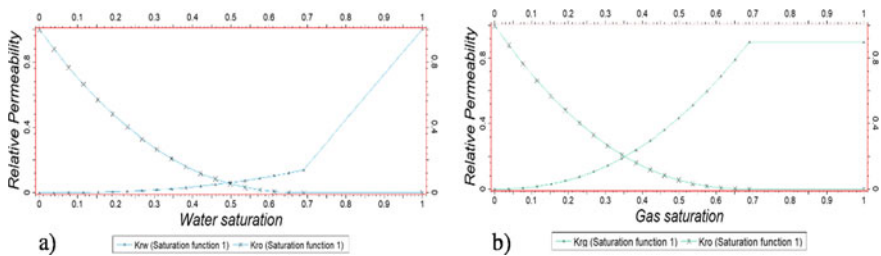 0 0.1 0.2 0.3 0.4 0.5 0.6 0.7 0.8 0.9 1
Relative Permeability
0.8
0.4
0
0.8
0.4
0.2
0
0 0.1 0.2 0.3 0.4 0.5 0.6 0.7 0.8 0.9 1
Water saturation
a)
Krw (Saturation function 1) Kro (Saturation function 1)
0 0.1 0.2 0.3 0.4 0.5 0.6 0.7 0.8 0.9 1
Relative Permeability
0.8
0.4
0
0.8
0.4
0.2
0
0 0.1 0.2 0.3 0.4 0.5 0.6 0.7 0.8 0.9 1
Gas saturation
b)
Krg (Saturation function 1) Kro (Saturation function 1)